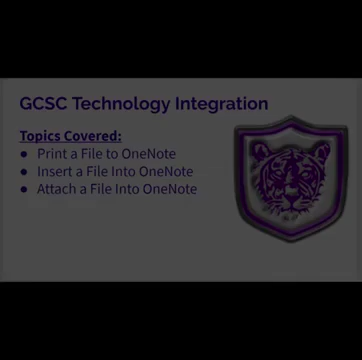 GCSC Technology Integration
Topics Covered:
● Print a File to OneNote
● Insert a File Into OneNote
● Attach a File Into OneNote